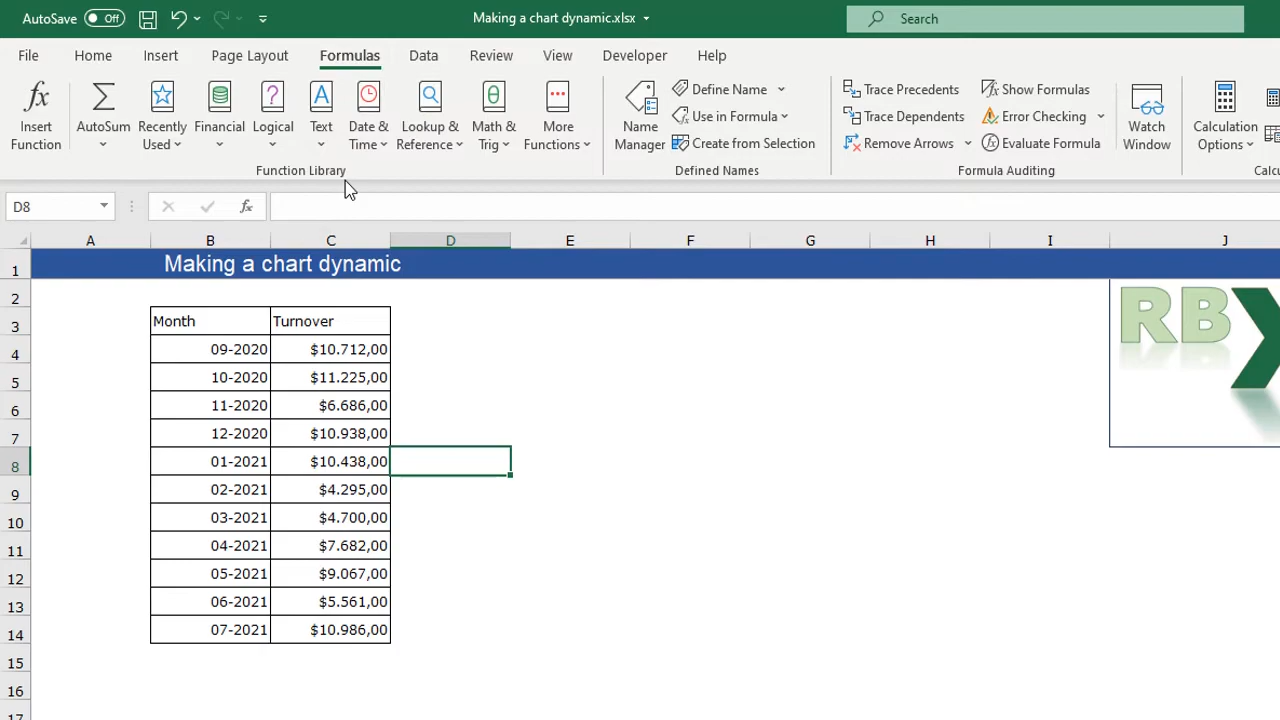 AutoSave Off Making a chart dynamic.xlsx Search
File Home Insert Page Layout Formulas Data Review View Developer Help
fx Σ ? A θ
Insert Function AutoSum Recently Used Financial Logical Text Date & Time Lookup & Reference Math & Trig More Functions Name Manager Define Name Use in Formula Create from Selection Trace Precedents Trace Dependents Remove Arrows Show Formulas Error Checking Evaluate Formula Watch Window Calculation Options
Function Library Defined Names Formula Auditing Calcu
D8 fx
A B C D E F G H I J
1 Making a chart dynamic
2 RB
3 Month Turnover
4 09-2020 $10.712,00
5 10-2020 $11.225,00
6 11-2020 $6.686,00
7 12-2020 $10.938,00
8 01-2021 $10.438,00
9 02-2021 $4.295,00
10 03-2021 $4.700,00
11 04-2021 $7.682,00
12 05-2021 $9.067,00
13 06-2021 $5.561,00
14 07-2021 $10.986,00
15
16
17